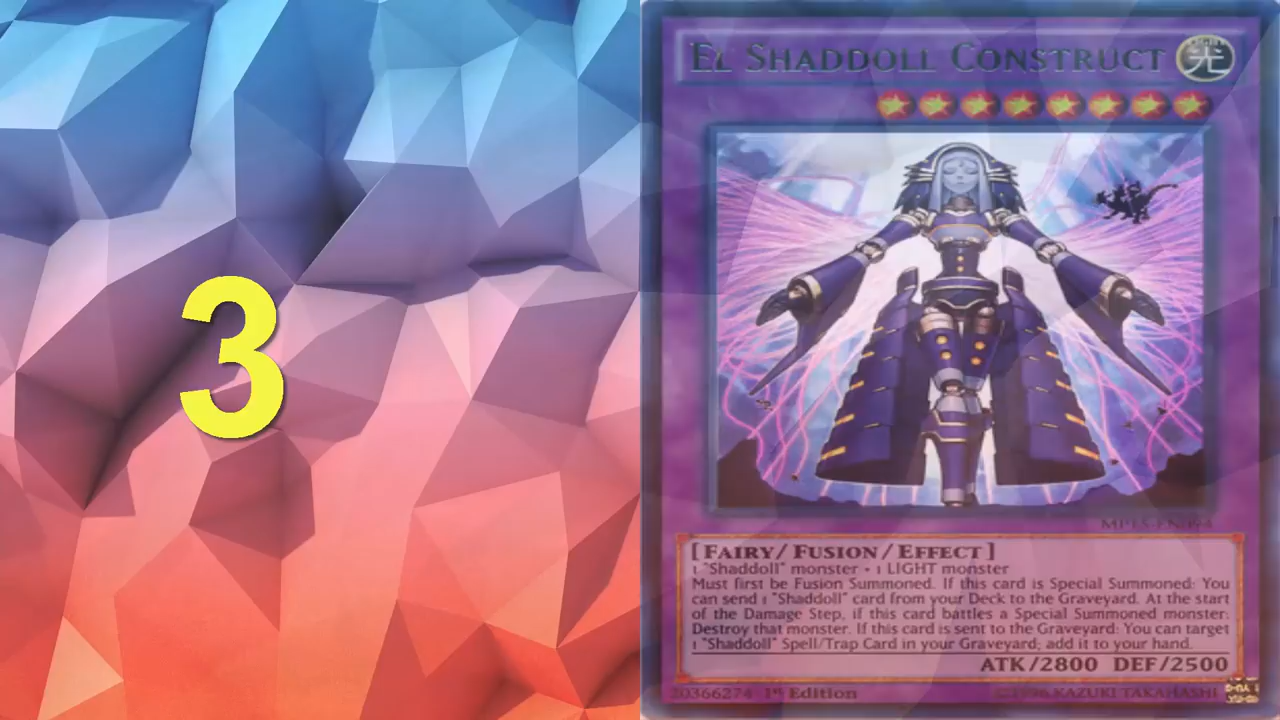 3
EL SHADDOLL CONSTRUCT
LIGHT
光
MP15-EN094
[ FAIRY / FUSION / EFFECT ]
1 "Shaddoll" monster + 1 LIGHT monster
Must first be Fusion Summoned. If this card is Special Summoned: You
can send 1 "Shaddoll" card from your Deck to the Graveyard. At the start
of the Damage Step, if this card battles a Special Summoned monster:
Destroy that monster. If this card is sent to the Graveyard: You can target
1 "Shaddoll" Spell/Trap Card in your Graveyard; add it to your hand.
ATK/2800 DEF/2500
20366274 1st Edition ©1996 KAZUKI TAKAHASHI